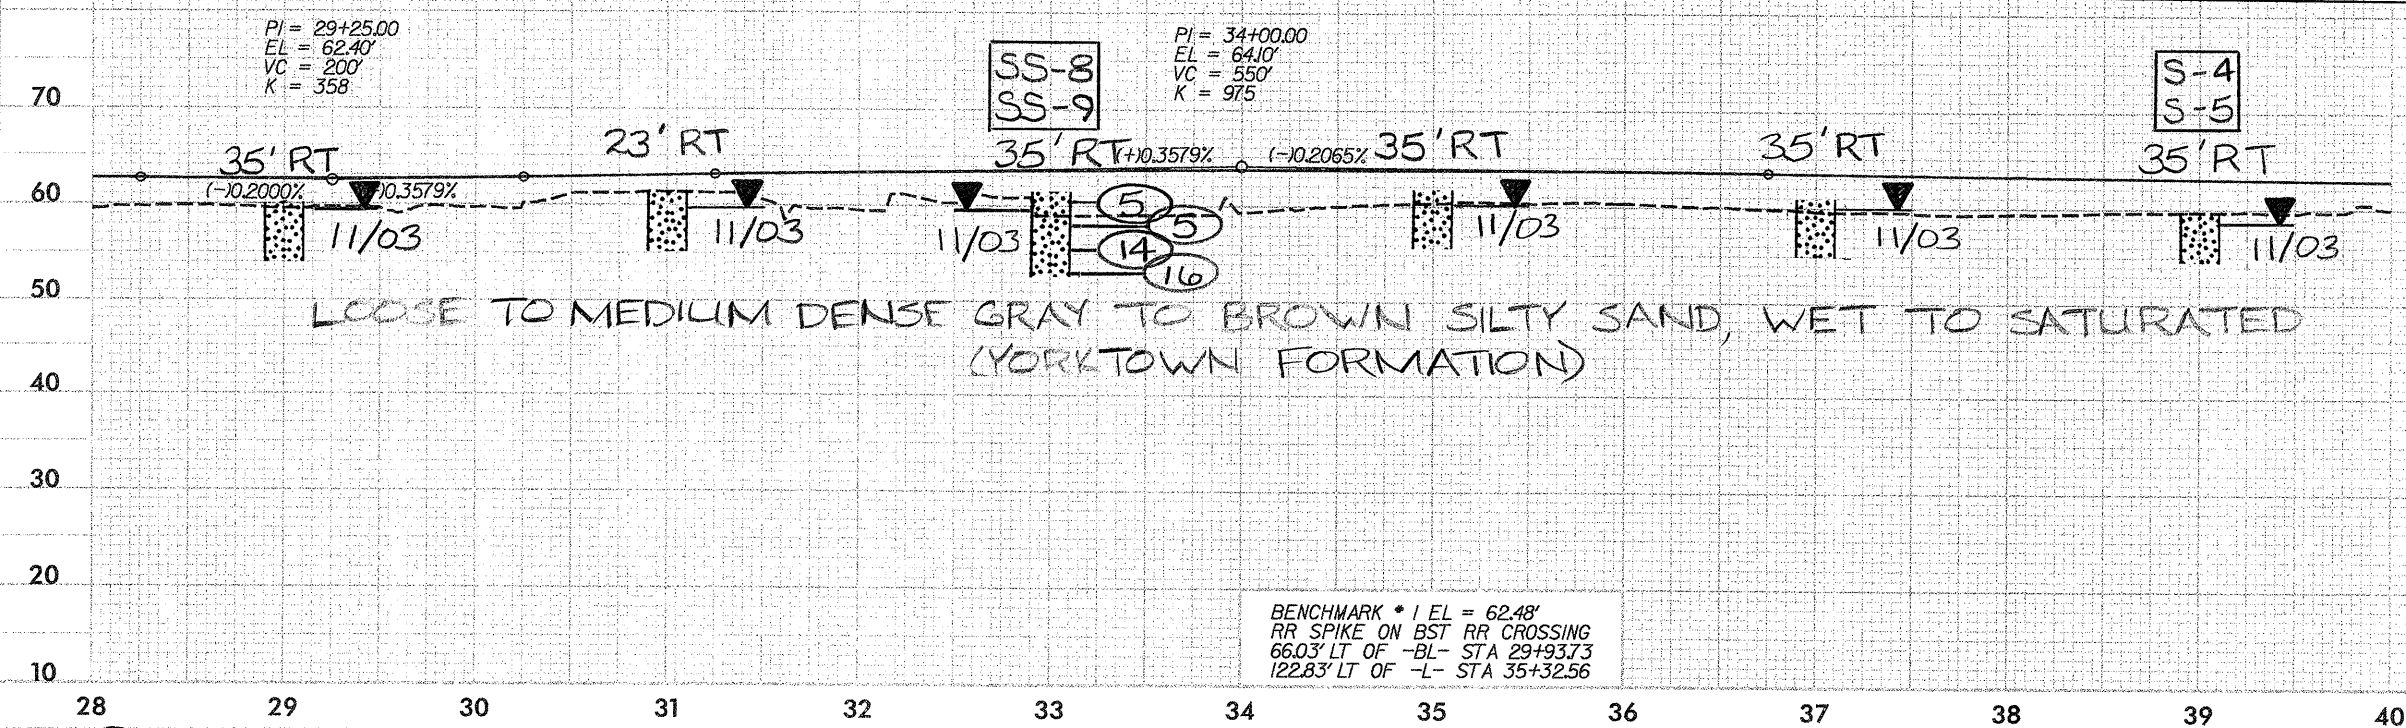 PI = 29+25.00
EL = 62.40'
VC = 200'
K = 358
SS-8
SS-9
PI = 34+00.00
EL = 64.10'
VC = 550'
K = 975
S-4
S-5
70
35' RT
23' RT
35' RT
(+)0.3579%
(-)0.2065%
35' RT
35' RT
35' RT
60
(-)0.2000%
)0.3579%
5
5
14
16
11/03
11/03
11/03
11/03
11/03
11/03
50
LOOSE TO MEDIUM DENSE GRAY TO BROWN SILTY SAND, WET TO SATURATED
(YORKTOWN FORMATION)
40
30
20
BENCHMARK * 1 EL = 62.48'
RR SPIKE ON BST RR CROSSING
66.03' LT OF -BL- STA 29+93.73
122.83' LT OF -L- STA 35+32.56
10
28 29 30 31 32 33 34 35 36 37 38 39 40